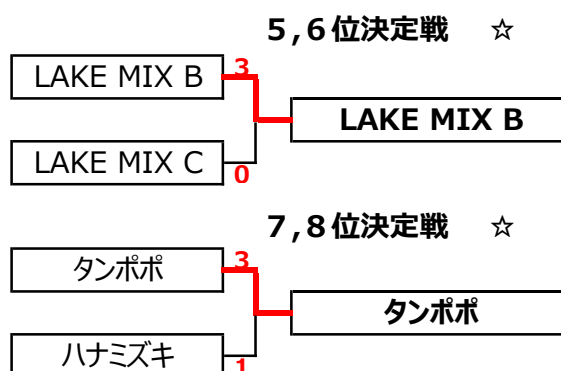 5,6位決定戦 ☆
LAKE MIX B 3
LAKE MIX B
LAKE MIX C 0
7,8位決定戦 ☆
タンポポ 3
タンポポ
ハナミズキ 1